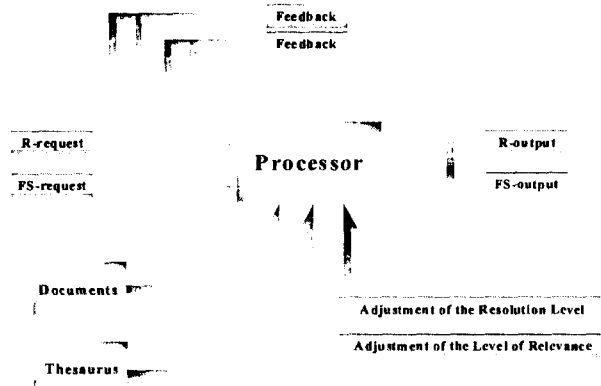 Feedback
Feedback
R-request
R-output
Processor
FS-request
FS-output
Documents
Adjustment of the Resolution Level
Adjustment of the Level of Relevance
Thesaurus